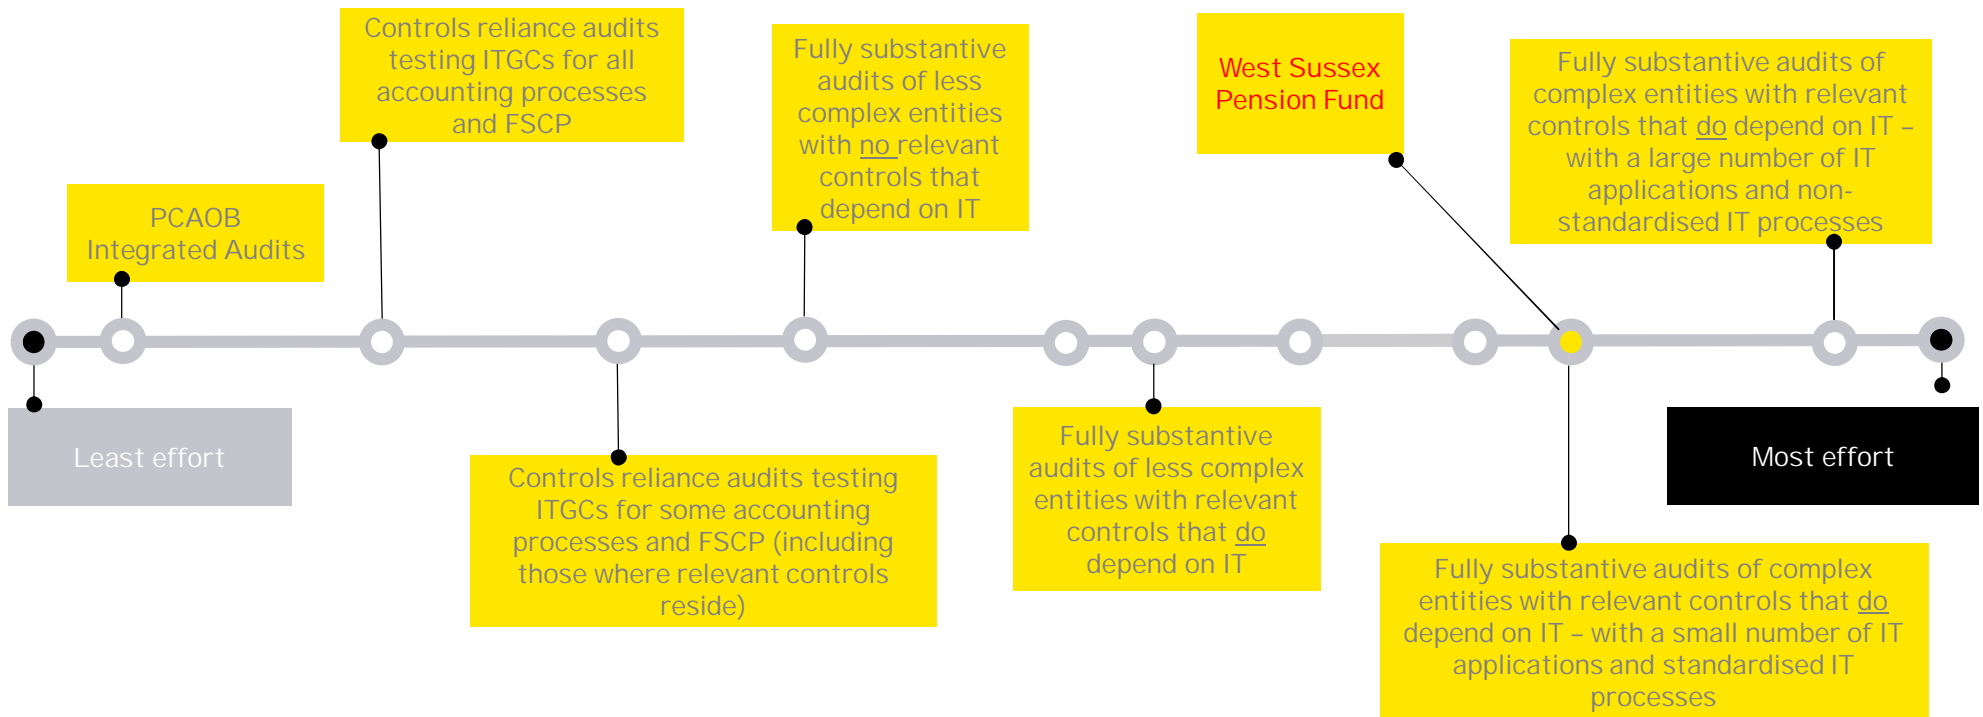 Controls reliance audits
testing ITGCs for all
accounting processes
and FSCP
Fully substantive
audits of less
complex entities
with no relevant
controls that
depend on IT
West Sussex
Pension Fund
Fully substantive audits of
complex entities with relevant
controls that do depend on IT –
with a large number of IT
applications and non-
standardised IT processes
PCAOB
Integrated Audits
Least effort
Controls reliance audits testing
ITGCs for some accounting
processes and FSCP (including
those where relevant controls
reside)
Fully substantive
audits of less complex
entities with relevant
controls that do
depend on IT
Most effort
Fully substantive audits of complex
entities with relevant controls that do
depend on IT – with a small number of IT
applications and standardised IT
processes